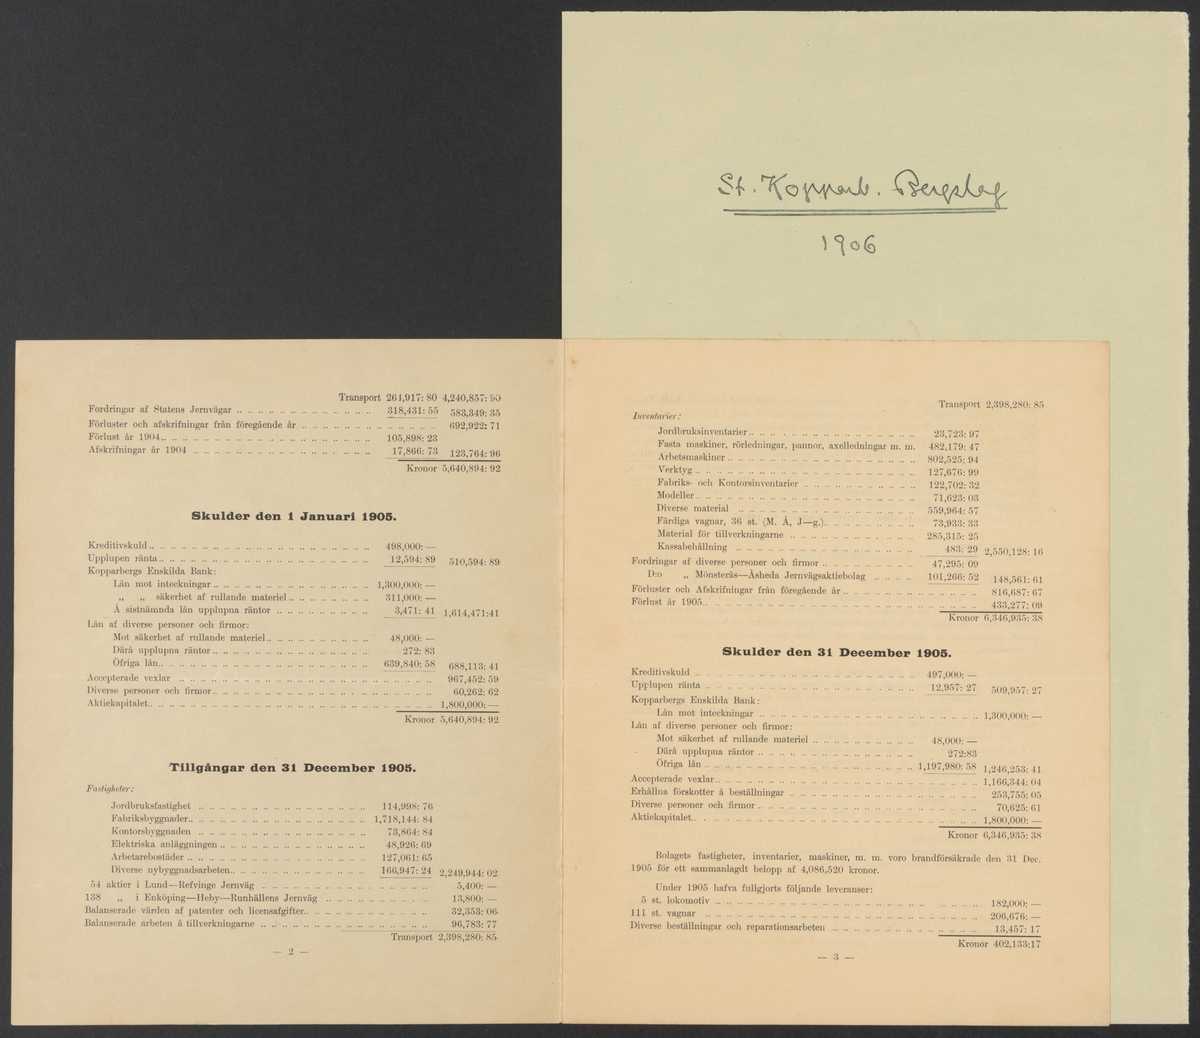 St. Kopparb. Bergslag
1906
Transport 264,917: 80 4,240,857: 90
Fordringar af Statens Jernvägar .. .. .. .. .. .. .. .. .. .. .. .. .. 318,431: 55 583,349: 35
Förluster och afskrifningar från föregående år .. .. .. .. .. .. .. .. .. .. .. .. .. 692,922: 71
Förlust år 1904.. .. .. .. .. .. .. .. .. .. .. .. .. .. .. .. .. .. .. 105,898: 23
Afskrifningar år 1904 .. .. .. .. .. .. .. .. .. .. .. .. .. .. .. .. 17,866: 73 123,764: 96
Kronor 5,640,894: 92
Skulder den 1 Januari 1905.
Kreditivskuld.. .. .. .. .. .. .. .. .. .. .. .. .. .. .. .. .. .. .. 498,000: —
Upplupen ränta.. .. .. .. .. .. .. .. .. .. .. .. .. .. .. .. .. .. 12,594: 89 510,594: 89
Kopparbergs Enskilda Bank:
Lån mot inteckningar .. .. .. .. .. .. .. .. .. .. .. .. .. .. 1,300,000: —
„ „ säkerhet af rullande materiel.. .. .. .. .. .. .. .. 311,000: —
Å sistnämnda lån upplupna räntor .. .. .. .. .. .. .. .. .. 3,471: 41 1,614,471:41
Lån af diverse personer och firmor:
Mot säkerhet af rullande materiel.. .. .. .. .. .. .. .. .. .. 48,000: —
Därå upplupna räntor.. .. .. .. .. .. .. .. .. .. .. .. .. .. .. 272: 83
Öfriga lån.. .. .. .. .. .. .. .. .. .. .. .. .. .. .. .. .. .. .. 639,840: 58 688,113: 41
Accepterade vexlar .. .. .. .. .. .. .. .. .. .. .. .. .. .. .. .. .. .. .. .. .. .. .. 967,452: 59
Diverse personer och firmor.. .. .. .. .. .. .. .. .. .. .. .. .. .. .. .. .. .. .. .. 60,262: 62
Aktiekapitalet.. .. .. .. .. .. .. .. .. .. .. .. .. .. .. .. .. .. .. .. .. .. .. .. .. 1,800,000: —
Kronor 5,640,894: 92
Tillgångar den 31 December 1905.
Fastigheter:
Jordbruksfastighet .. .. .. .. .. .. .. .. .. .. .. .. .. .. .. 114,998: 76
Fabriksbyggnader.. .. .. .. .. .. .. .. .. .. .. .. .. .. .. .. 1,718,144: 84
Kontorsbyggnaden .. .. .. .. .. .. .. .. .. .. .. .. .. .. .. 73,864: 84
Elektriska anläggningen .. .. .. .. .. .. .. .. .. .. .. .. .. 48,926: 69
Arbetarebostäder .. .. .. .. .. .. .. .. .. .. .. .. .. .. .. .. 127,061: 65
Diverse nybyggnadsarbeten.. .. .. .. .. .. .. .. .. .. .. .. 166,947: 24 2,249,944: 02
54 aktier i Lund—Refvinge Jernväg .. .. .. .. .. .. .. .. .. .. .. .. .. .. .. .. 5,400: —
138 „ i Enköping—Heby—Runhällens Jernväg .. .. .. .. .. .. .. .. .. .. 13,800: —
Balanserade värden af patenter och licensafgifter.. .. .. .. .. .. .. .. .. .. .. .. 32,353: 06
Balanserade arbeten å tillverkningarne .. .. .. .. .. .. .. .. .. .. .. .. .. .. .. .. 96,783: 77
Transport 2,398,280: 85
— 2 —
Transport 2,398,280: 85
Inventarier:
Jordbruksinventarier.. .. .. .. .. .. .. .. .. .. .. .. .. .. .. 23,723: 97
Fasta maskiner, rörledningar, pannor, axelledningar m. m. 482,179: 47
Arbetsmaskiner .. .. .. .. .. .. .. .. .. .. .. .. .. .. .. .. .. 802,525: 94
Verktyg .. .. .. .. .. .. .. .. .. .. .. .. .. .. .. .. .. .. .. .. 127,676: 99
Fabriks- och Kontorsinventarier .. .. .. .. .. .. .. .. .. .. 122,702: 32
Modeller.. .. .. .. .. .. .. .. .. .. .. .. .. .. .. .. .. .. .. .. 71,623: 03
Diverse material .. .. .. .. .. .. .. .. .. .. .. .. .. .. .. .. 559,964: 57
Färdiga vagnar, 36 st. (M. Å, J—g.).. .. .. .. .. .. .. .. .. 73,933: 33
Material för tillverkningarne .. .. .. .. .. .. .. .. .. .. .. .. 285,315: 25
Kassabehållning .. .. .. .. .. .. .. .. .. .. .. .. .. .. .. .. 483: 29 2,550,128: 16
Fordringar af diverse personer och firmor .. .. .. .. .. .. .. .. .. 47,295: 09
D:o „ Mönsterås—Åsheda Jernvägsaktiebolag .. .. .. .. 101,266: 52 148,561: 61
Förluster och Afskrifningar från föregående år .. .. .. .. .. .. .. .. .. .. .. .. .. 816,687: 67
Förlust år 1905.. .. .. .. .. .. .. .. .. .. .. .. .. .. .. .. .. .. .. .. .. .. .. .. .. 433,277: 09
Kronor 6,346,935: 38
Skulder den 31 December 1905.
Kreditivskuld .. .. .. .. .. .. .. .. .. .. .. .. .. .. .. .. .. .. .. .. 497,000: —
Upplupen ränta .. .. .. .. .. .. .. .. .. .. .. .. .. .. .. .. .. .. .. 12,957: 27 509,957: 27
Kopparbergs Enskilda Bank:
Lån mot inteckningar .. .. .. .. .. .. .. .. .. .. .. .. .. .. .. .. .. .. .. .. 1,300,000: —
Lån af diverse personer och firmor:
Mot säkerhet af rullande materiel .. .. .. .. .. .. .. .. .. 48,000: —
Därå upplupna räntor .. .. .. .. .. .. .. .. .. .. .. .. .. .. 272:83
Öfriga lån .. .. .. .. .. .. .. .. .. .. .. .. .. .. .. .. .. .. .. 1,197,980: 58 1,246,253: 41
Accepterade vexlar.. .. .. .. .. .. .. .. .. .. .. .. .. .. .. .. .. .. .. .. .. .. .. .. 1,166,344: 04
Erhållna förskotter å beställningar .. .. .. .. .. .. .. .. .. .. .. .. .. .. .. .. .. 253,755: 05
Diverse personer och firmor.. .. .. .. .. .. .. .. .. .. .. .. .. .. .. .. .. .. .. .. 70,625: 61
Aktiekapitalet.. .. .. .. .. .. .. .. .. .. .. .. .. .. .. .. .. .. .. .. .. .. .. .. .. .. 1,800,000: —
Kronor 6,346,935: 38
Bolagets fastigheter, inventarier, maskiner, m. m. voro brandförsäkrade den 31 Dec.
1905 för ett sammanlagdt belopp af 4,086,520 kronor.
Under 1905 hafva fullgjorts följande leveranser:
5 st. lokomotiv .. .. .. .. .. .. .. .. .. .. .. .. .. .. .. .. .. .. .. .. .. .. .. .. 182,000: —
111 st. vagnar .. .. .. .. .. .. .. .. .. .. .. .. .. .. .. .. .. .. .. .. .. .. .. .. .. 206,676: —
Diverse beställningar och reparationsarbeten .. .. .. .. .. .. .. .. .. .. .. .. .. 13,457: 17
Kronor 402,133:17
— 3 —